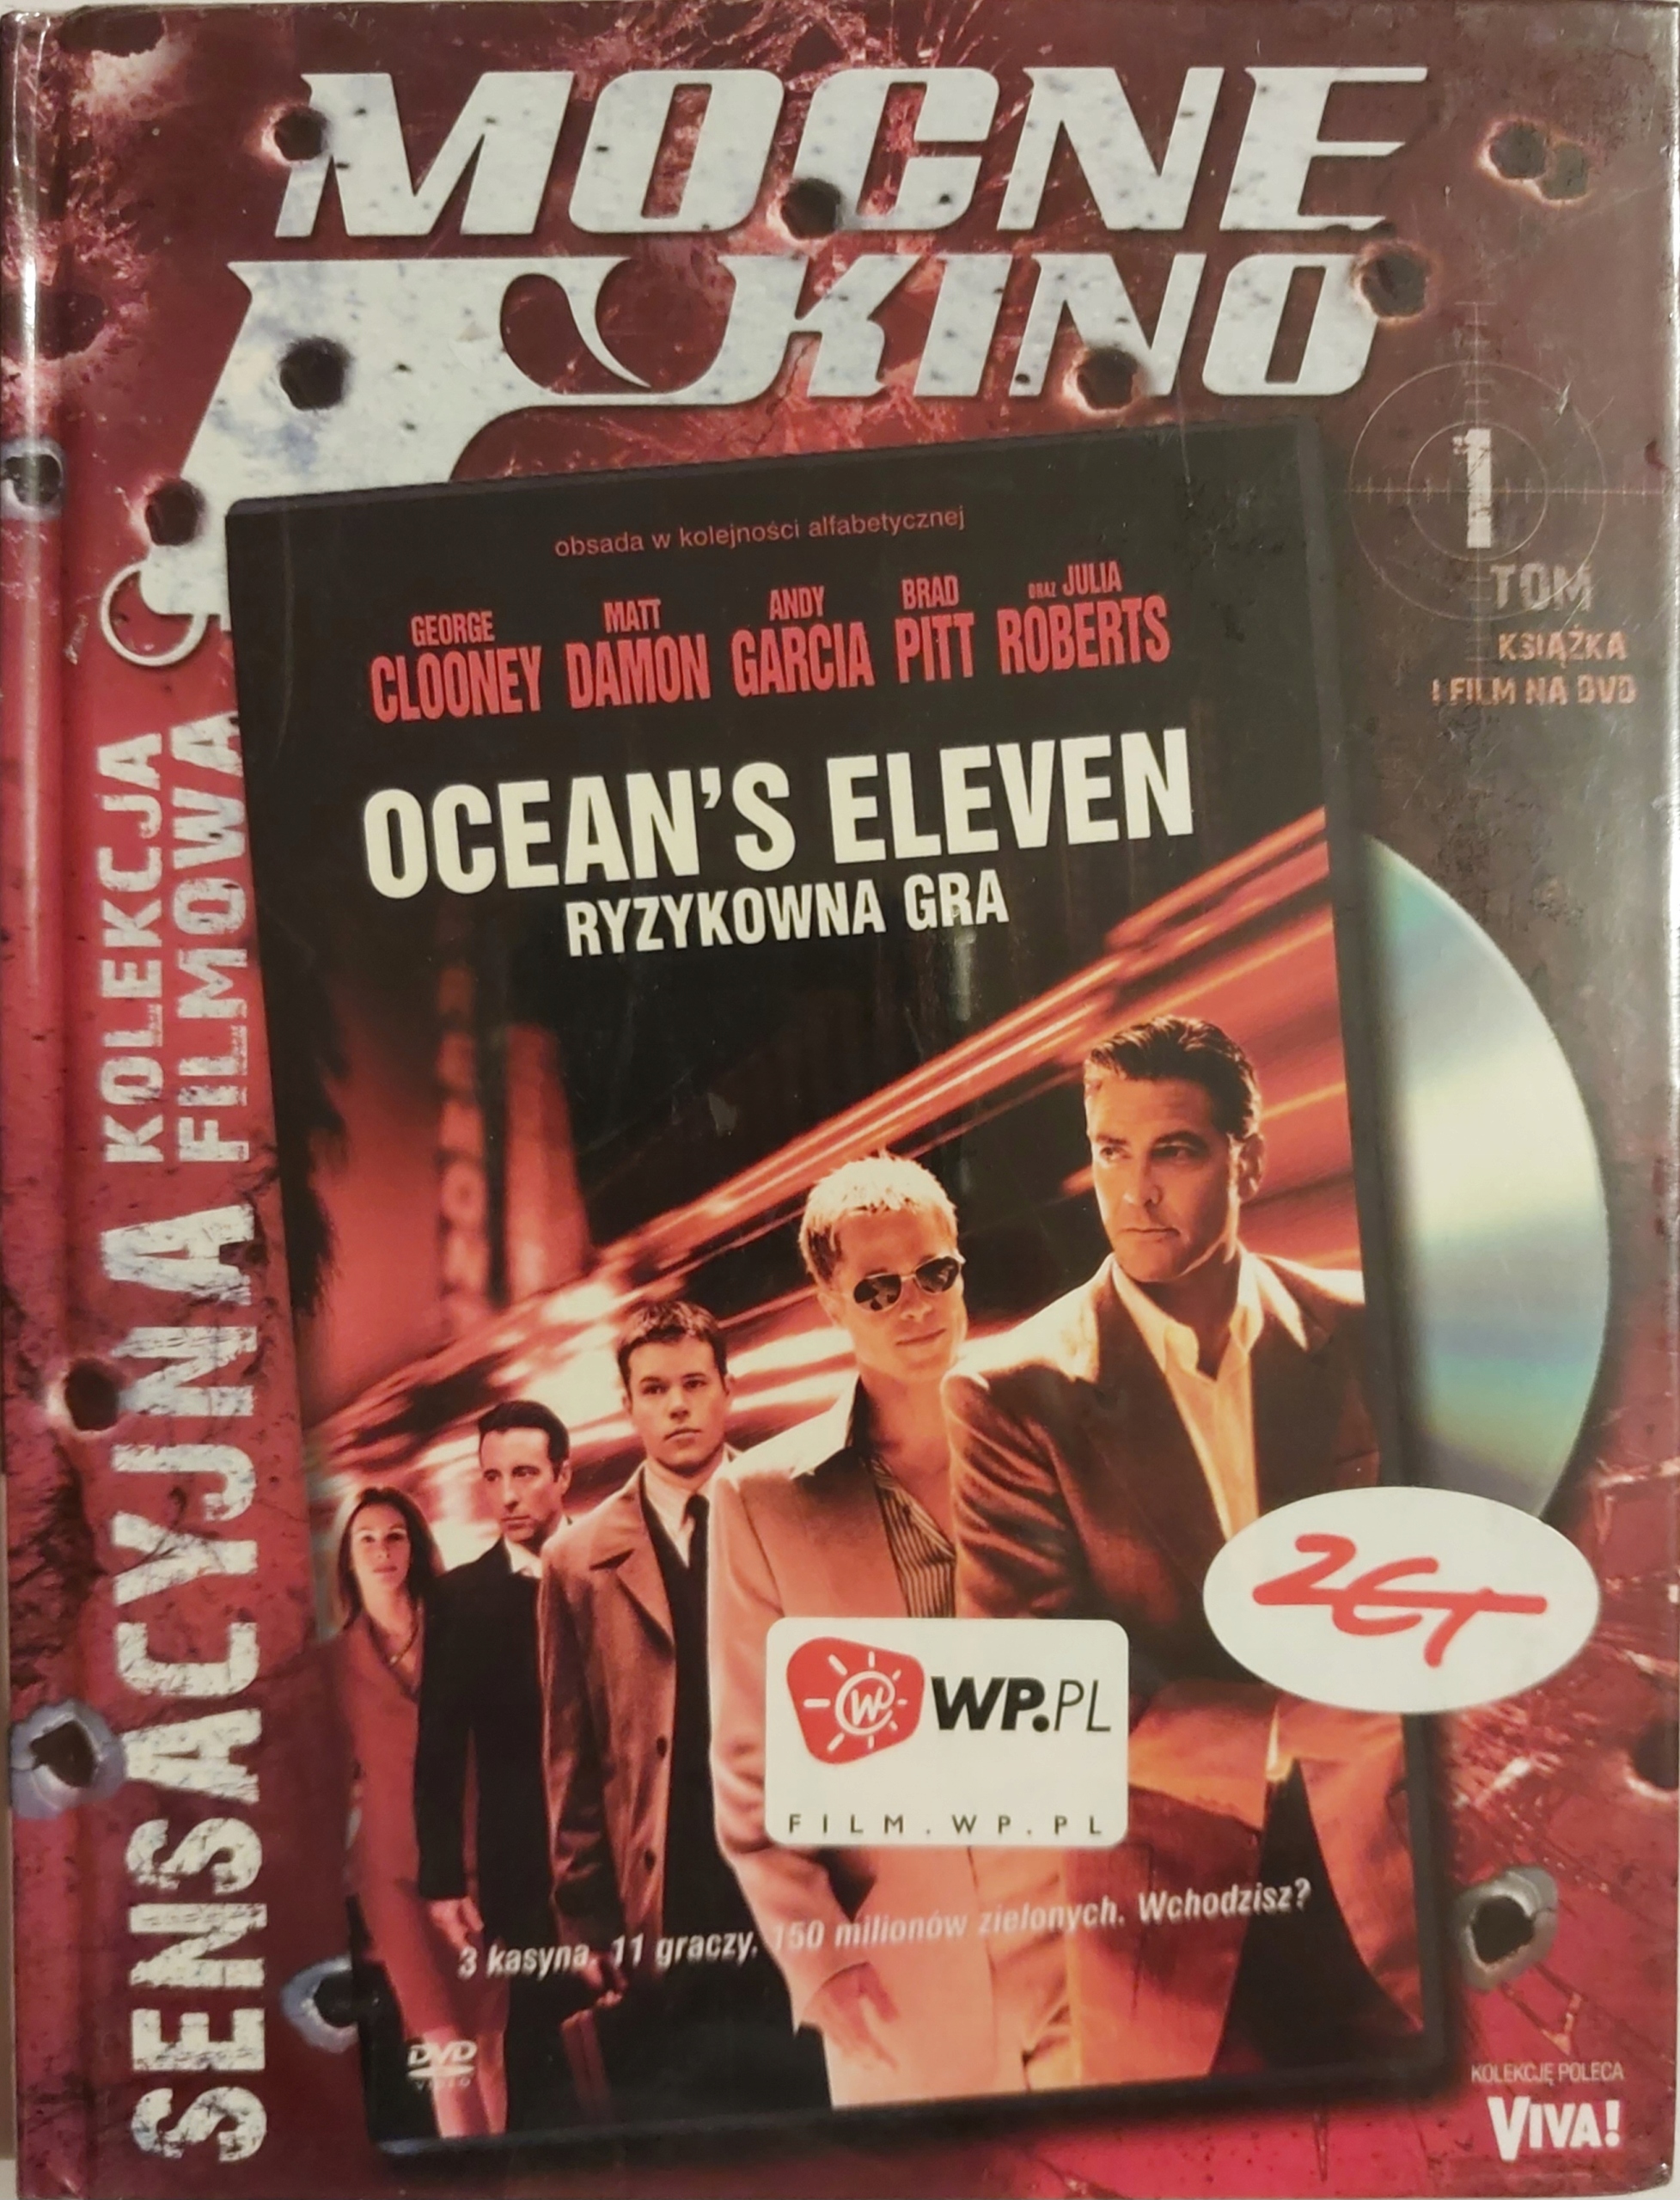 MOCNE
KINO
1
TOM
KSIĄŻKA
I FILM NA DVD
SENSACYJNA KOLEKCJA
FILMOWA
obsada w kolejności alfabetycznej
GEORGE CLOONEY MATT DAMON ANDY GARCIA BRAD PITT ORAZ JULIA ROBERTS
OCEAN'S ELEVEN
RYZYKOWNA GRA
ZET
W WP.PL
FILM.WP.PL
3 kasyna. 11 graczy. 150 milionów zielonych. Wchodzisz?
DVD
VIDEO
KOLEKCJĘ POLECA
VIVA!